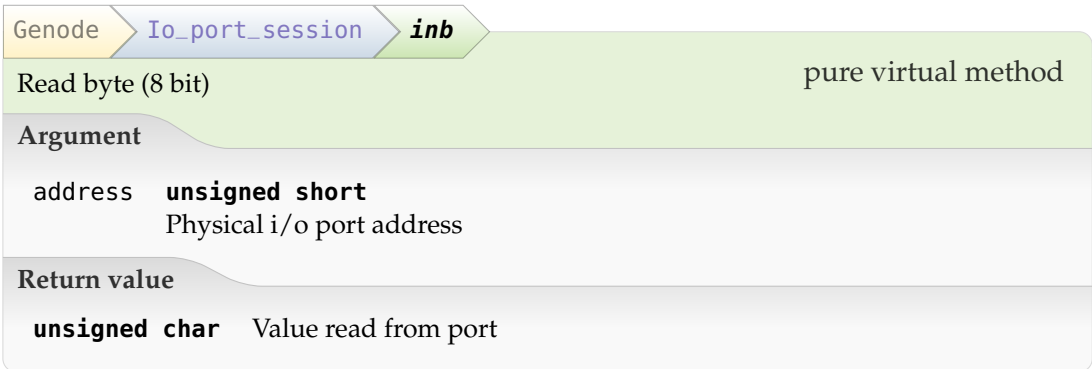 Genode Io_port_session inb
Read byte (8 bit) pure virtual method
Argument
address unsigned short
Physical i/o port address
Return value
unsigned char Value read from port